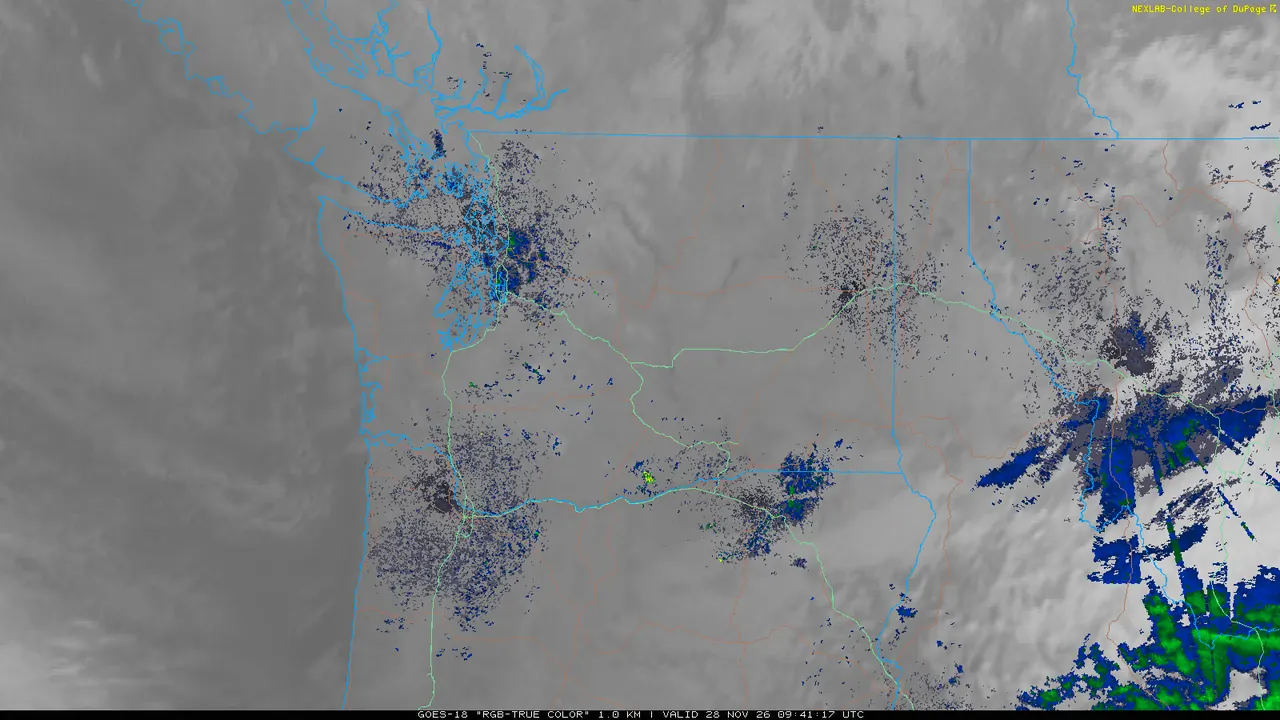 NEXLAB-College of DuPage
GOES-18 "RGB-TRUE COLOR" 1.0 KM | VALID 28 NOV 26 09:41:17 UTC